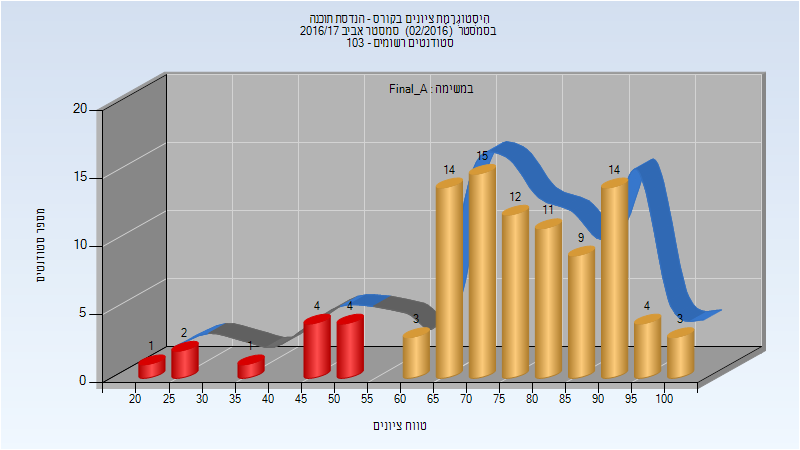 היסטוגרמת ציונים בקורס - הנדסת תוכנה
בסמסטר (02/2016) סמסטר אביב 2016/17
סטודנטים רשומים - 103
במשימה : Final_A
מספר סטודנטים
20
15
10
5
0
1
2
1
4
4
3
14
15
12
11
9
14
4
3
20 25 30 35 40 45 50 55 60 65 70 75 80 85 90 95 100
טווח ציונים